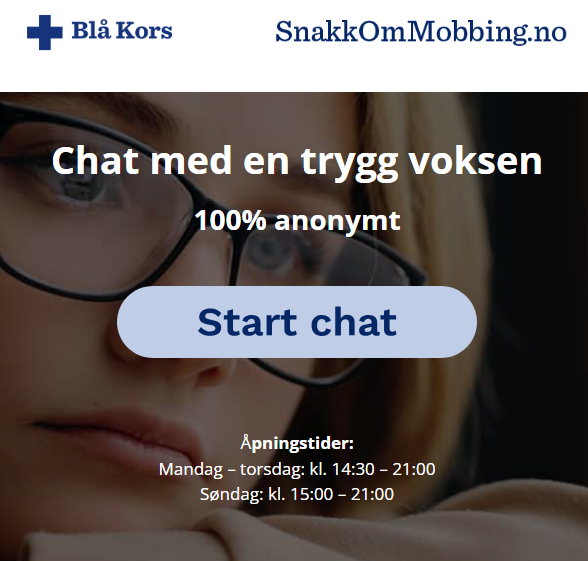 Blå Kors
SnakkOmMobbing.no
Chat med en trygg voksen
100% anonymt
Start chat
Åpningstider:
Mandag – torsdag: kl. 14:30 – 21:00
Søndag: kl. 15:00 – 21:00